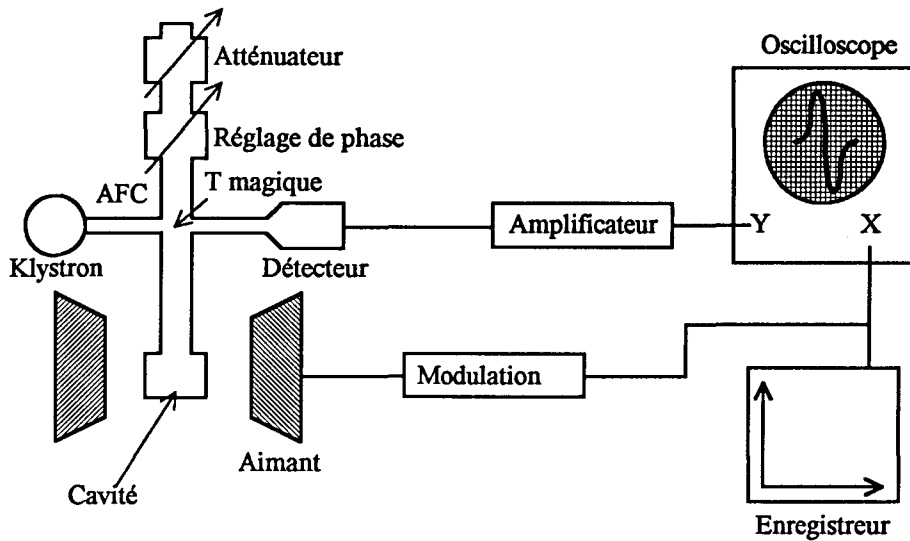 Atténuateur
Oscilloscope
Réglage de phase
AFC
T magique
Klystron
Détecteur
Amplificateur
Y
X
Modulation
Aimant
Cavité
Enregistreur